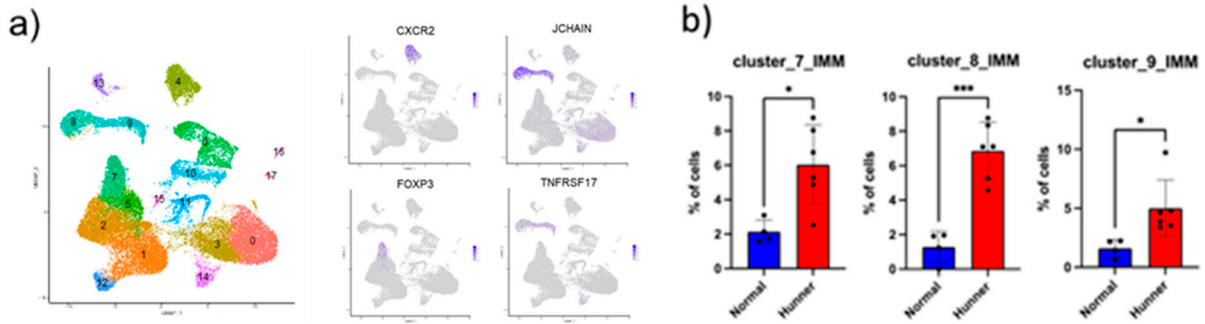 a)
CXCR2
JCHAIN
FOXP3
TNFRSF17
13
4
8
9
10
16
17
7
15
11
2
1
3
0
12
14
UMAP_1
b)
cluster_7_IMM
10
8
6
4
2
0
% of cells
Normal
Hunner
cluster_8_IMM
***
10
8
6
4
2
0
% of cells
Normal
Hunner
cluster_9_IMM
*
15
10
5
0
% of cells
Normal
Hunner